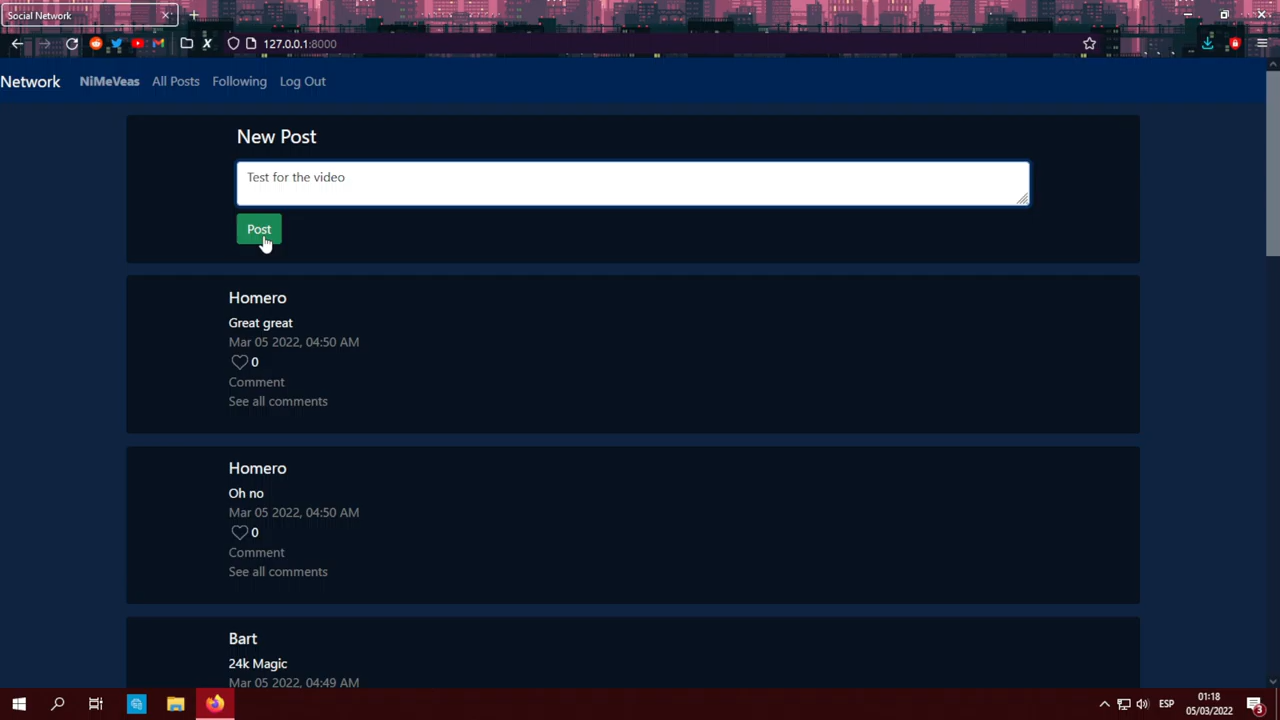 Social Network
127.0.0.1:8000
Network NiMeVeas All Posts Following Log Out
New Post
Test for the video
Post
Homero
Great great
Mar 05 2022, 04:50 AM
0
Comment
See all comments
Homero
Oh no
Mar 05 2022, 04:50 AM
0
Comment
See all comments
Bart
24k Magic
Mar 05 2022, 04:49 AM
ESP
01:18
05/03/2022
3